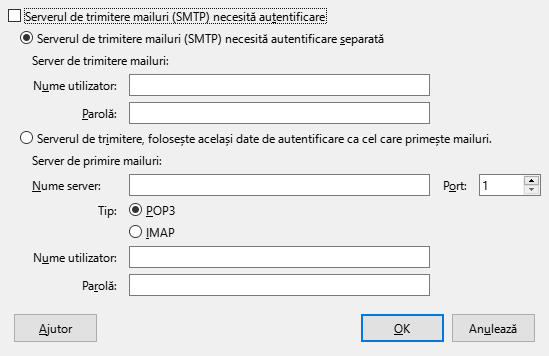 Serverul de trimitere mailuri (SMTP) necesită autentificare
Serverul de trimitere mailuri (SMTP) necesită autentificare separată
Server de trimitere mailuri:
Nume utilizator:
Parolă:
Serverul de trimitere, folosește același date de autentificare ca cel care primește mailuri.
Server de primire mailuri:
Nume server: Port: 1
Tip: POP3
IMAP
Nume utilizator:
Parolă:
Ajutor OK Anulează